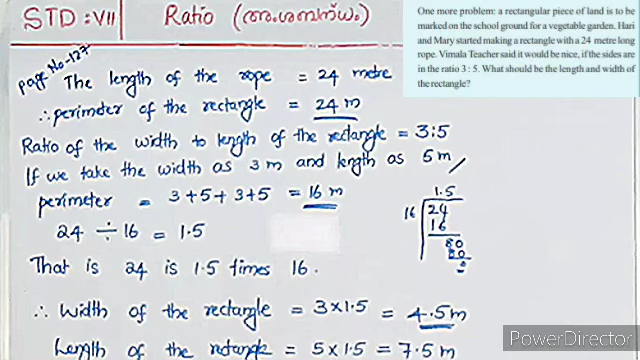 STD : VII Ratio (അംശബന്ധം)
One more problem: a rectangular piece of land is to be
marked on the school ground for a vegetable garden. Hari
and Mary started making a rectangle with a 24 metre long
rope. Vimala Teacher said it would be nice, if the sides are
in the ratio 3 : 5. What should be the length and width of
the rectangle?
page No-127
The length of the rope = 24 metre
∴ perimeter of the rectangle = 24 m
Ratio of the width to length of the rectangle = 3:5
If we take the width as 3 m and length as 5 m,
perimeter = 3+5+3+5 = 16 m
24 ÷ 16 = 1.5
1.5
16 24
16
80
80
0
That is 24 is 1.5 times 16.
∴ Width of the rectangle = 3×1.5 = 4.5 m
Length of the rectangle = 5×1.5 = 7.5 m
PowerDirector